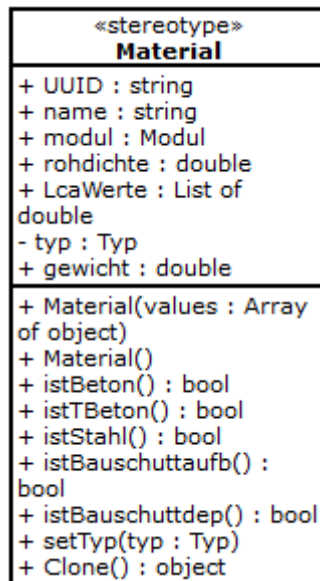 «stereotype»
Material
+ UUID : string
+ name : string
+ modul : Modul
+ rohdichte : double
+ LcaWerte : List of
double
- typ : Typ
+ gewicht : double
+ Material(values : Array
of object)
+ Material()
+ istBeton() : bool
+ istTBeton() : bool
+ istStahl() : bool
+ istBauschuttaufb() :
bool
+ istBauschuttdep() : bool
+ setTyp(typ : Typ)
+ Clone() : object